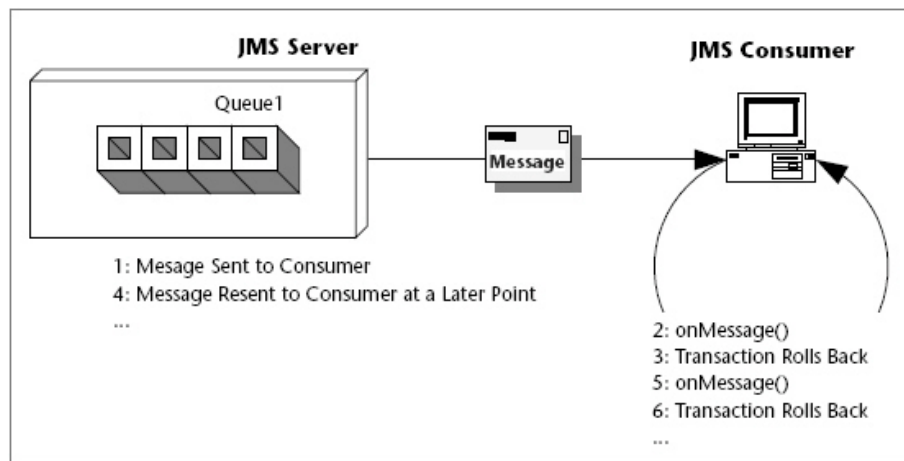 JMS Server
JMS Consumer
Queue1
Message
1: Mesage Sent to Consumer
4: Message Resent to Consumer at a Later Point
...
2: onMessage()
3: Transaction Rolls Back
5: onMessage()
6: Transaction Rolls Back
...